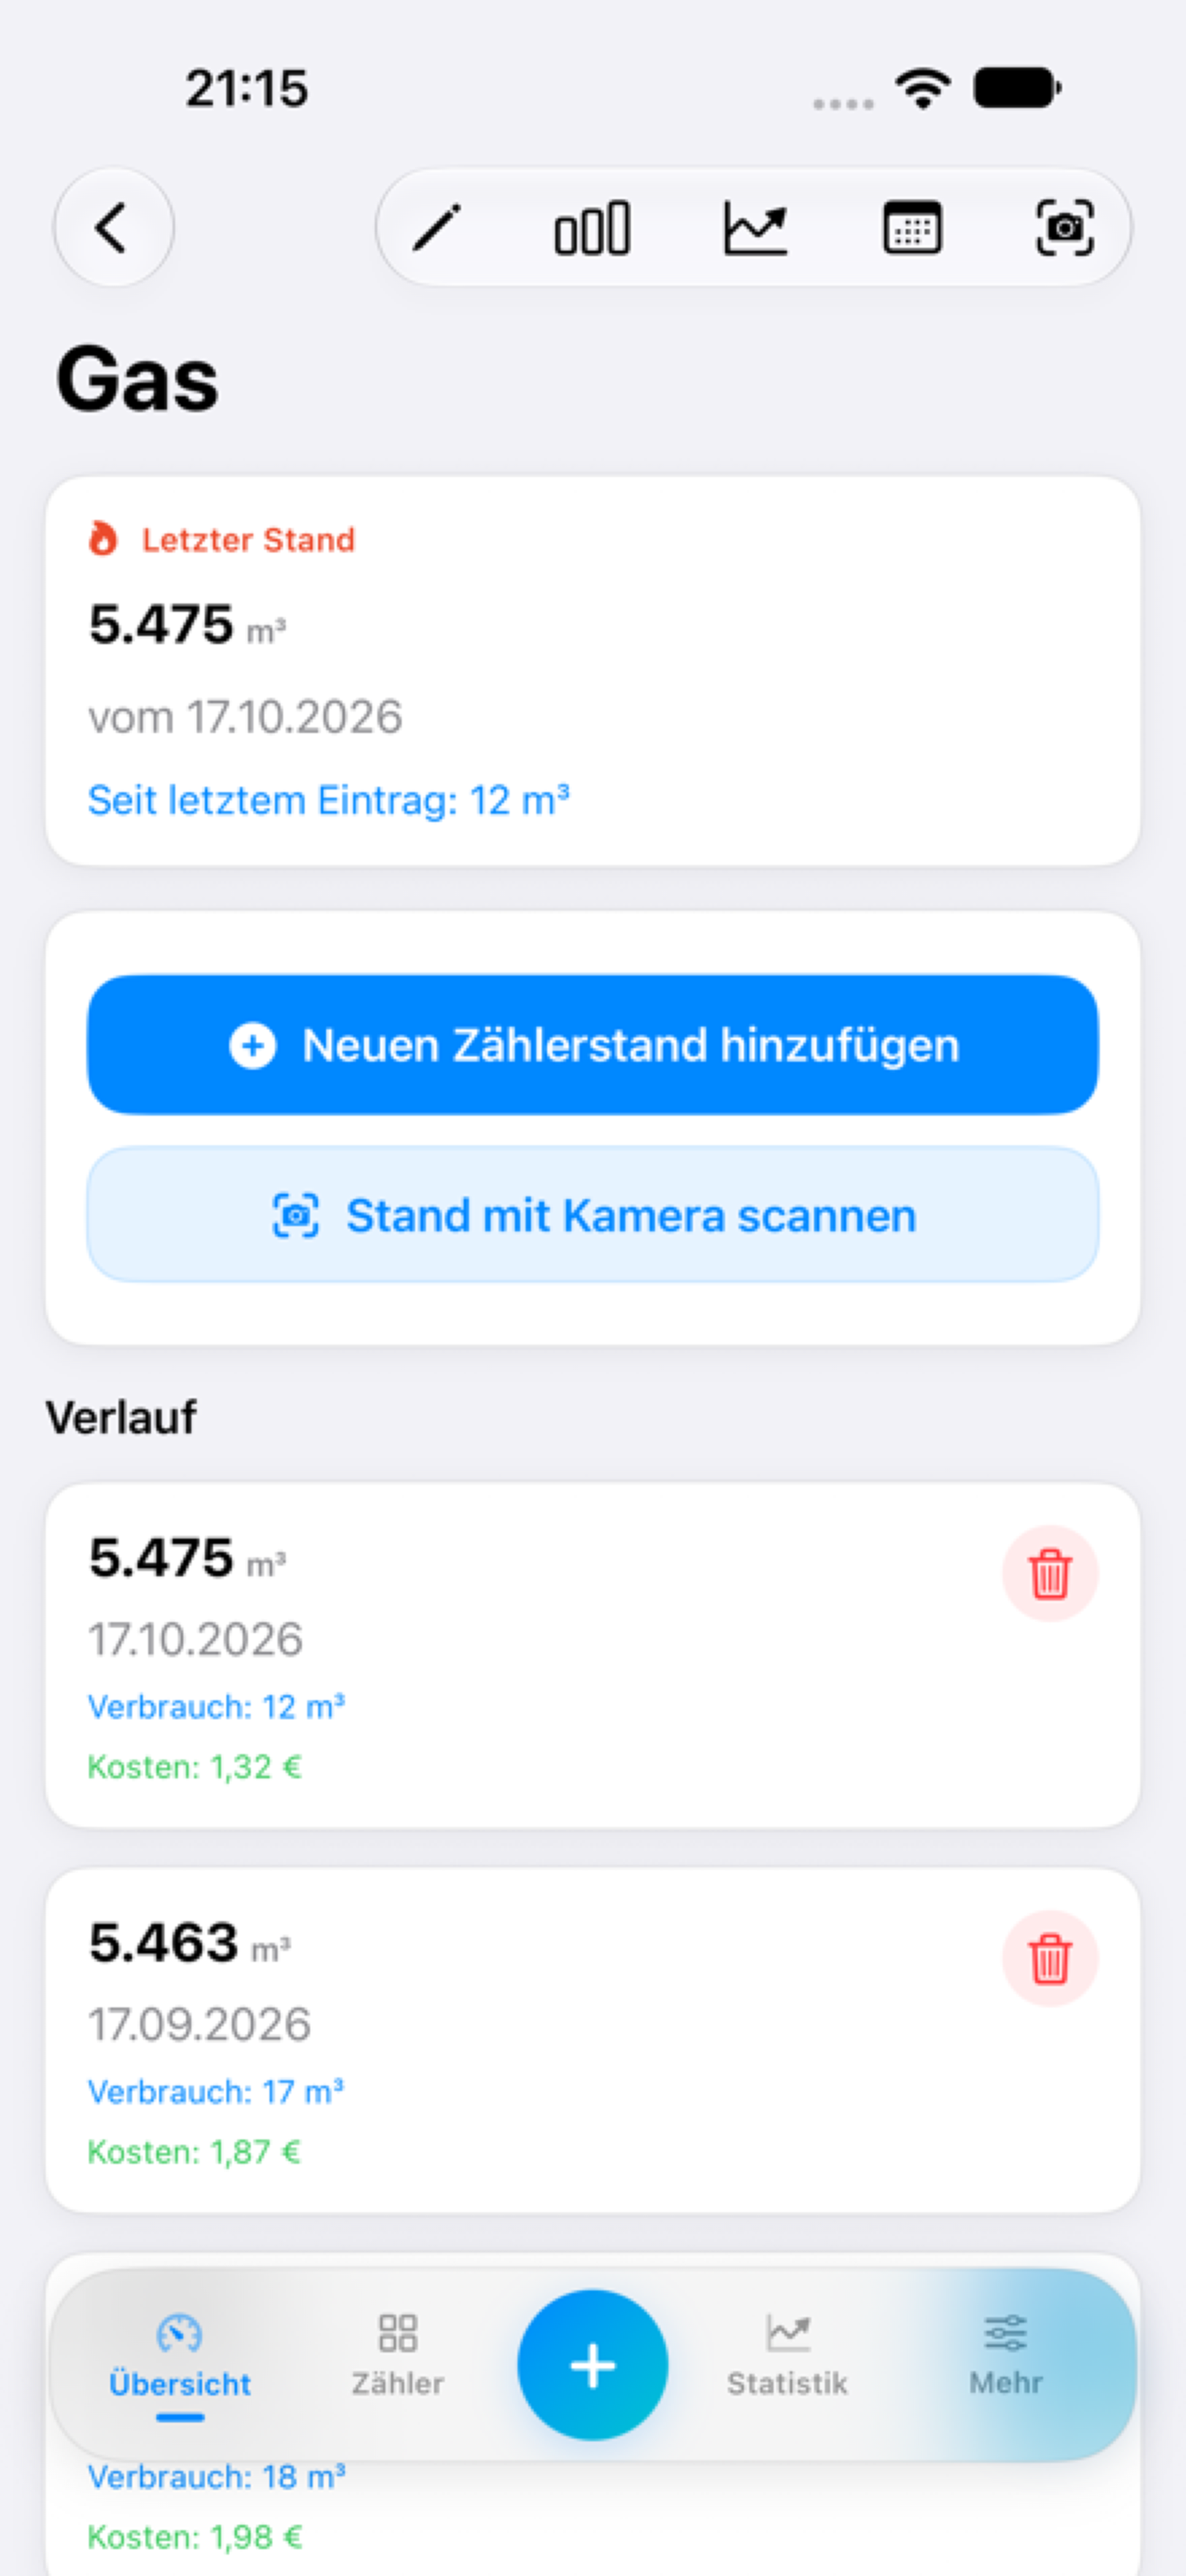 21:15
Gas
Letzter Stand
5.475 m³
vom 17.10.2026
Seit letztem Eintrag: 12 m³
Neuen Zählerstand hinzufügen
Stand mit Kamera scannen
Verlauf
5.475 m³
17.10.2026
Verbrauch: 12 m³
Kosten: 1,32 €
5.463 m³
17.09.2026
Verbrauch: 17 m³
Kosten: 1,87 €
Übersicht
Zähler
Statistik
Mehr
Verbrauch: 18 m³
Kosten: 1,98 €